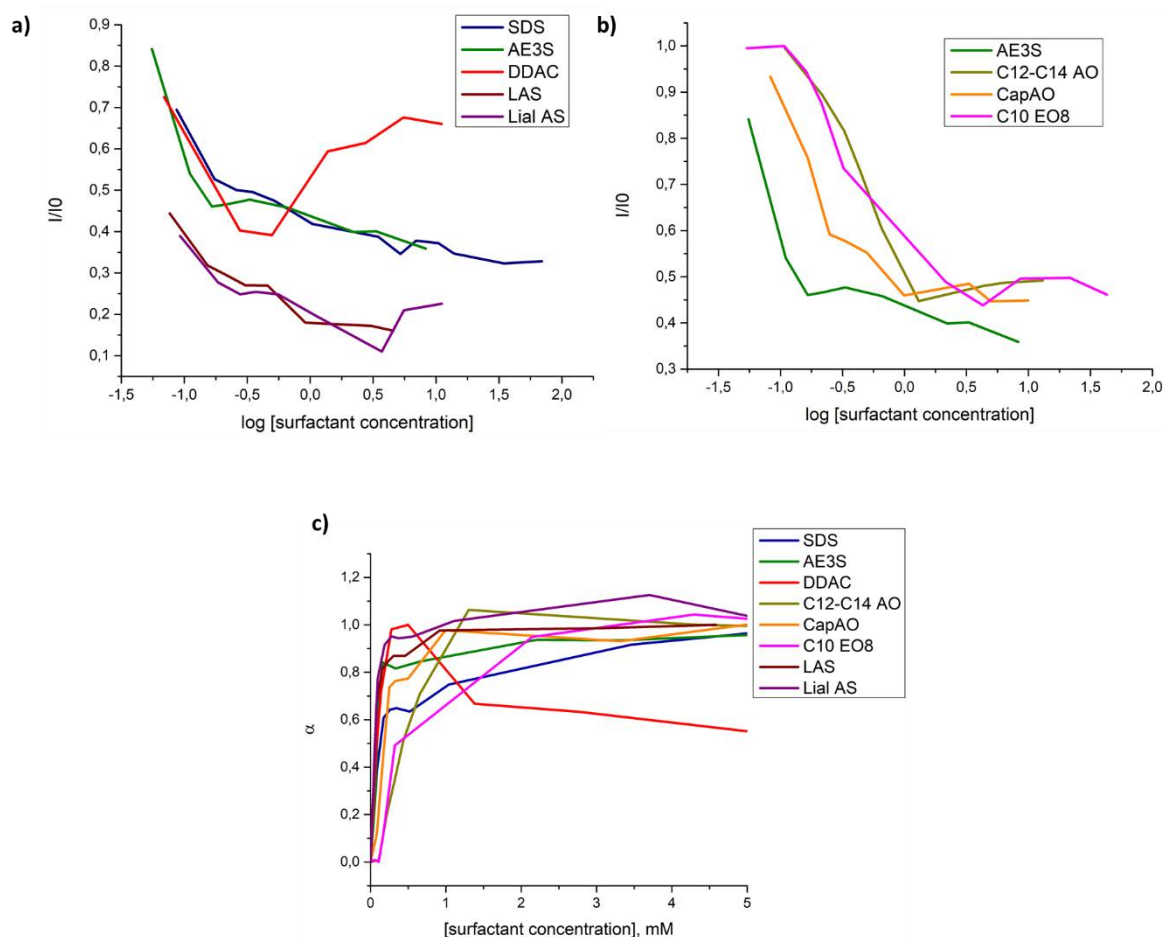 a)
SDS
AE3S
DDAC
LAS
Lial AS
0,9
0,8
0,7
0,6
0,5
0,4
0,3
0,2
0,1
I/I0
-1,5 -1,0 -0,5 0,0 0,5 1,0 1,5 2,0
log [surfactant concentration]
b)
AE3S
C12-C14 AO
CapAO
C10 EO8
1,0
0,9
0,8
0,7
0,6
0,5
0,4
0,3
I/I0
-1,5 -1,0 -0,5 0,0 0,5 1,0 1,5 2,0
log [surfactant concentration]
c)
SDS
AE3S
DDAC
C12-C14 AO
CapAO
C10 EO8
LAS
Lial AS
1,2
1,0
0,8
0,6
0,4
0,2
0,0
α
0 1 2 3 4 5
[surfactant concentration], mM